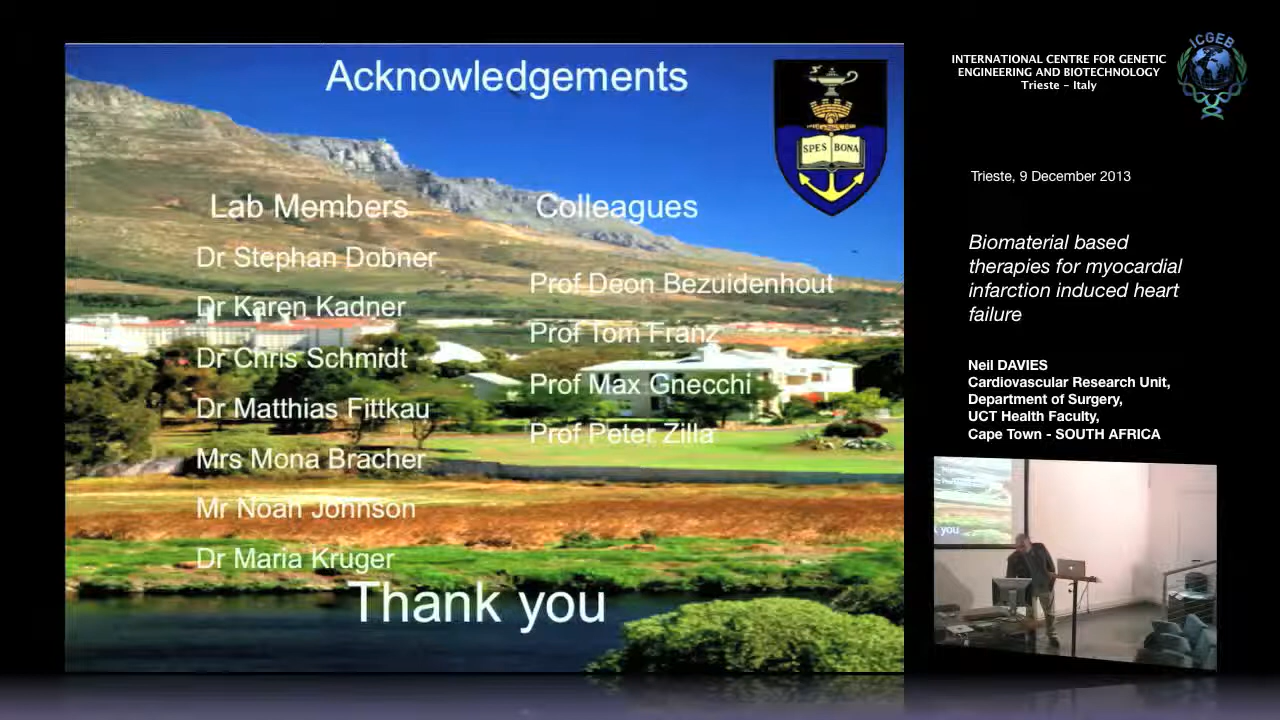 Acknowledgements
SPES BONA
Lab Members
Dr Stephan Dobner
Dr Karen Kadner
Dr Chris Schmidt
Dr Matthias Fittkau
Mrs Mona Bracher
Mr Noah Johnson
Dr Maria Kruger
Colleagues
Prof Deon Bezuidenhout
Prof Tom Franz
Prof Max Gnecchi
Prof Peter Zilla
Thank you
INTERNATIONAL CENTRE FOR GENETIC
ENGINEERING AND BIOTECHNOLOGY
Trieste - Italy
ICGEB
Trieste, 9 December 2013
Biomaterial based
therapies for myocardial
infarction induced heart
failure
Neil DAVIES
Cardiovascular Research Unit,
Department of Surgery,
UCT Health Faculty,
Cape Town - SOUTH AFRICA
you